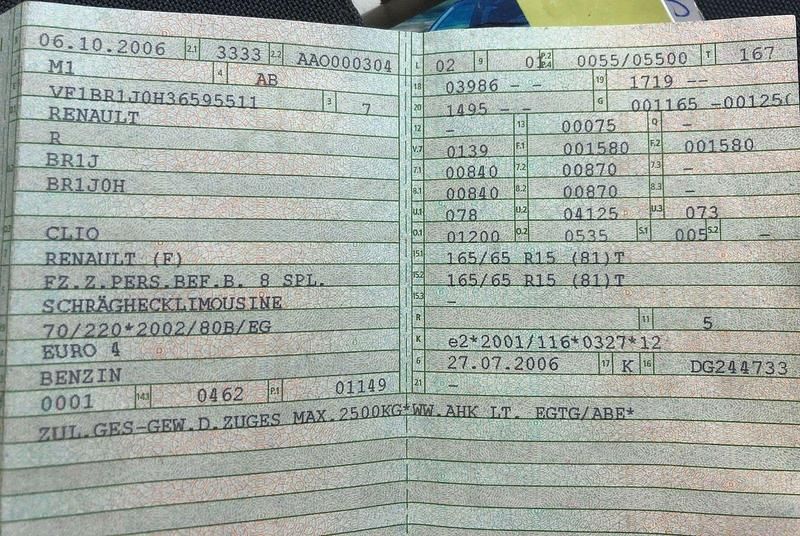 06.10.2006 2.1 3333 2.2 AAO000304
M1 4 AB
VF1BR1J0H36595511 3 7
RENAULT
R
BR1J
BR1J0H
CLIO
RENAULT (F)
FZ.Z.PERS.BEF.B. 8 SPL.
SCHRÄGHECKLIMOUSINE
70/220*2002/80B/EG
EURO 4
BENZIN
0001 14.1 0462 P.1 01149
L 02 9 01 P.2 P.4 0055/05500 T 167
18 03986 - - 19 1719 --
20 1495 - - G 001165 -00125
12 - 13 00075 Q -
V.7 0139 F.1 001580 F.2 001580
7.1 00840 7.2 00870 7.3 -
8.1 00840 8.2 00870 8.3 -
U.1 078 U.2 04125 U.3 073
O.1 01200 O.2 0535 S.1 005 S.2 -
15.1 165/65 R15 (81)T
15.2 165/65 R15 (81)T
15.3 -
R 11 5
K e2*2001/116*0327*12
6 27.07.2006 17 K 16 DG244733
21 -
ZUL.GES-GEW.D.ZUGES MAX.2500KG*WW.AHK LT. EGTG/ABE*